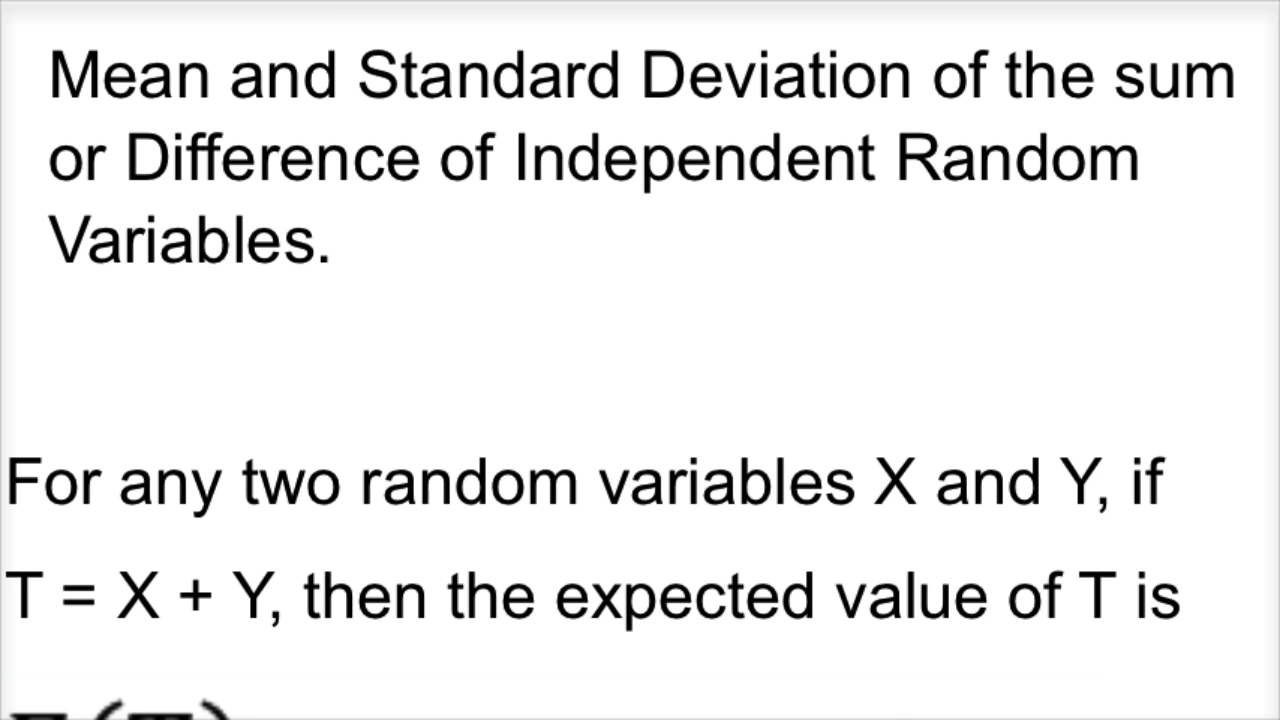 Mean and Standard Deviation of the sum
or Difference of Independent Random
Variables.
For any two random variables X and Y, if
T = X + Y, then the expected value of T is